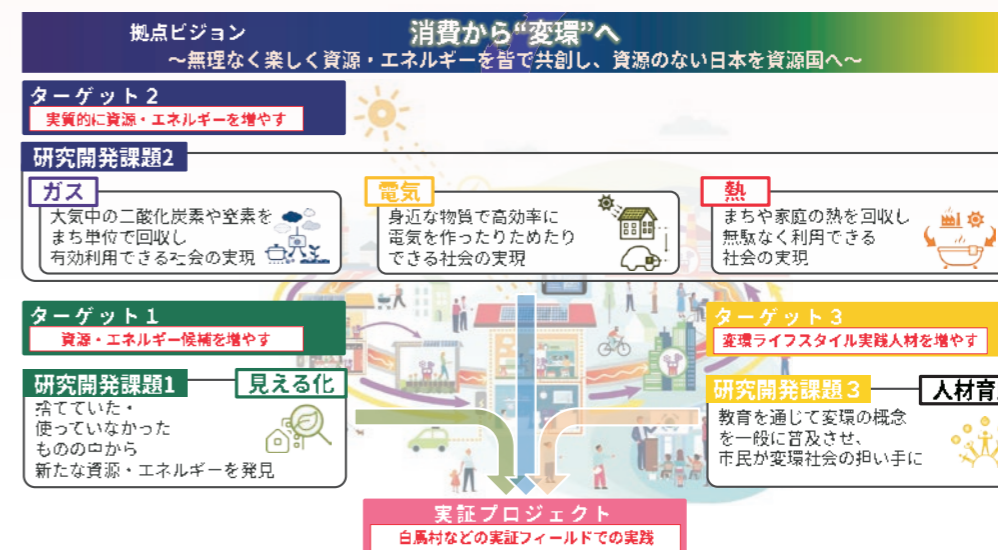 拠点ビジョン
消費から“変環”へ
～無理なく楽しく資源・エネルギーを皆で共創し、資源のない日本を資源国へ～
ターゲット2
実質的に資源・エネルギーを増やす
研究開発課題2
ガス
大気中の二酸化炭素や窒素を
まち単位で回収し
有効利用できる社会の実現
電気
身近な物質で高効率に
電気を作ったりためたり
できる社会の実現
熱
まちや家庭の熱を回収し
無駄なく利用できる
社会の実現
ターゲット1
資源・エネルギー候補を増やす
研究開発課題1
見える化
捨てていた・
使っていなかった
ものの中から
新たな資源・エネルギーを発見
ターゲット3
変環ライフスタイル実践人材を増やす
研究開発課題3
人材育
教育を通じて変環の概念
を一般に普及させ、
市民が変環社会の担い手に
実証プロジェクト
白馬村などの実証フィールドでの実践